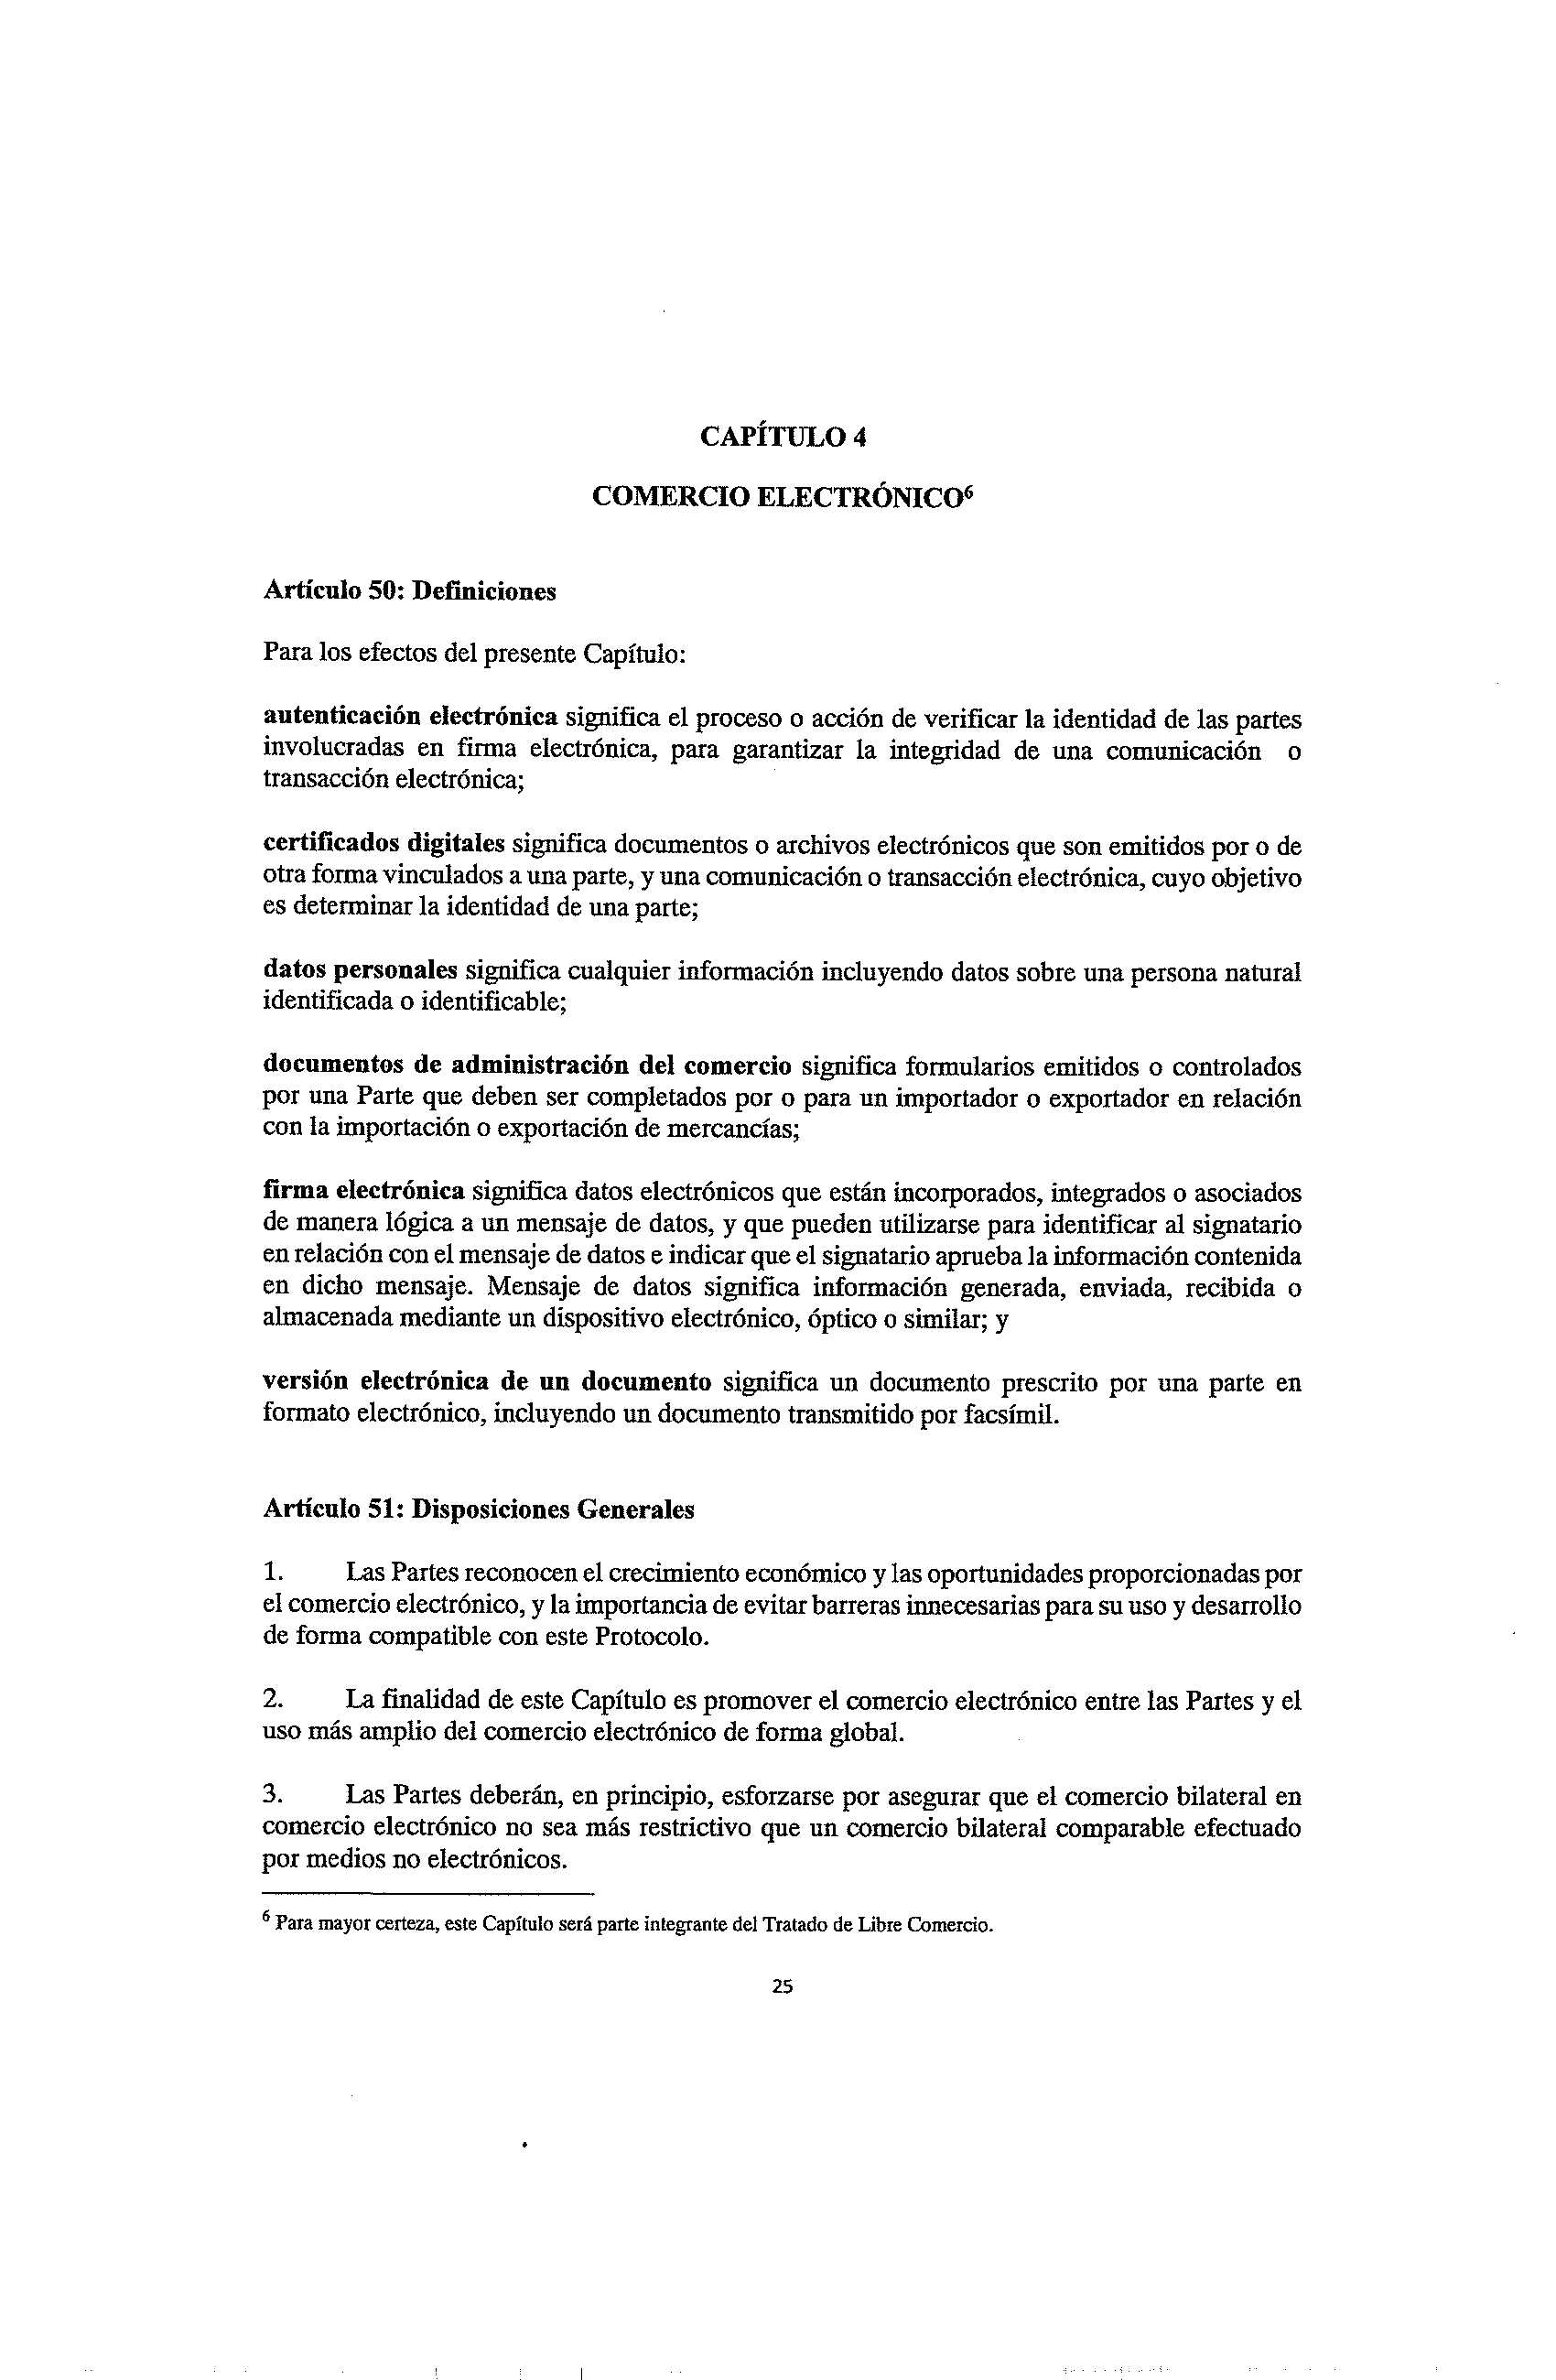 CAPÍTULO 4
COMERCIO ELECTRÓNICO⁶
Artículo 50: Definiciones
Para los efectos del presente Capítulo:
autenticación electrónica significa el proceso o acción de verificar la identidad de las partes
involucradas en firma electrónica, para garantizar la integridad de una comunicación o
transacción electrónica;
certificados digitales significa documentos o archivos electrónicos que son emitidos por o de
otra forma vinculados a una parte, y una comunicación o transacción electrónica, cuyo objetivo
es determinar la identidad de una parte;
datos personales significa cualquier información incluyendo datos sobre una persona natural
identificada o identificable;
documentos de administración del comercio significa formularios emitidos o controlados
por una Parte que deben ser completados por o para un importador o exportador en relación
con la importación o exportación de mercancías;
firma electrónica significa datos electrónicos que están incorporados, integrados o asociados
de manera lógica a un mensaje de datos, y que pueden utilizarse para identificar al signatario
en relación con el mensaje de datos e indicar que el signatario aprueba la información contenida
en dicho mensaje. Mensaje de datos significa información generada, enviada, recibida o
almacenada mediante un dispositivo electrónico, óptico o similar; y
versión electrónica de un documento significa un documento prescrito por una parte en
formato electrónico, incluyendo un documento transmitido por facsímil.
Artículo 51: Disposiciones Generales
1. Las Partes reconocen el crecimiento económico y las oportunidades proporcionadas por
el comercio electrónico, y la importancia de evitar barreras innecesarias para su uso y desarrollo
de forma compatible con este Protocolo.
2. La finalidad de este Capítulo es promover el comercio electrónico entre las Partes y el
uso más amplio del comercio electrónico de forma global.
3. Las Partes deberán, en principio, esforzarse por asegurar que el comercio bilateral en
comercio electrónico no sea más restrictivo que un comercio bilateral comparable efectuado
por medios no electrónicos.
⁶ Para mayor certeza, este Capítulo será parte integrante del Tratado de Libre Comercio.
25